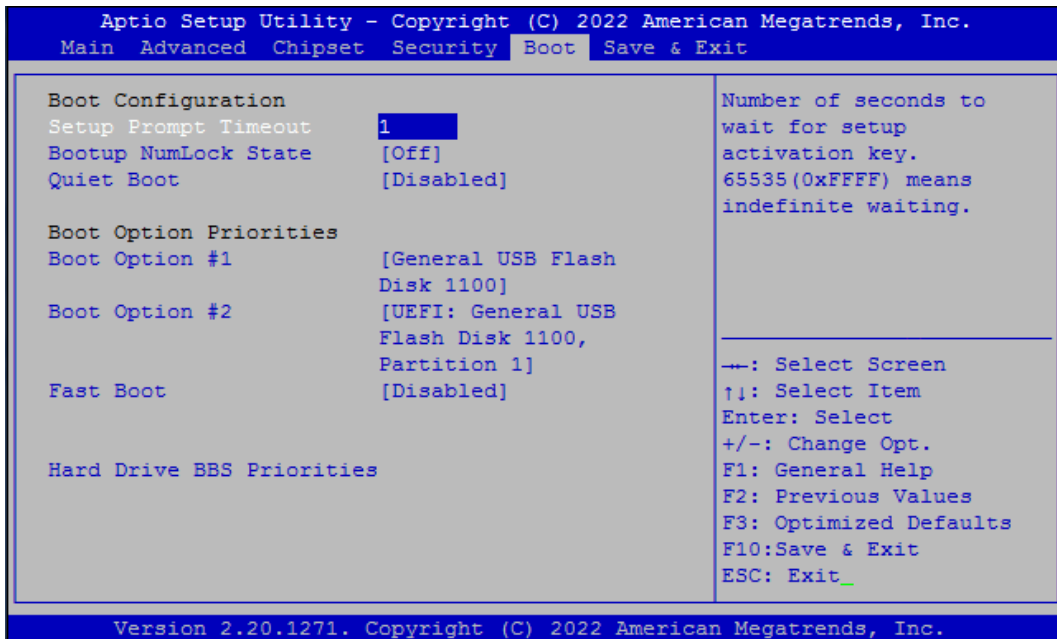 Aptio Setup Utility – Copyright (C) 2022 American Megatrends, Inc.
Main Advanced Chipset Security Boot Save & Exit
Boot Configuration
Setup Prompt Timeout 1
Bootup NumLock State [Off]
Quiet Boot [Disabled]
Boot Option Priorities
Boot Option #1 [General USB Flash
Disk 1100]
Boot Option #2 [UEFI: General USB
Flash Disk 1100,
Partition 1]
Fast Boot [Disabled]
Hard Drive BBS Priorities
Number of seconds to
wait for setup
activation key.
65535(0xFFFF) means
indefinite waiting.
→←: Select Screen
↑↓: Select Item
Enter: Select
+/-: Change Opt.
F1: General Help
F2: Previous Values
F3: Optimized Defaults
F10:Save & Exit
ESC: Exit_
Version 2.20.1271. Copyright (C) 2022 American Megatrends, Inc.